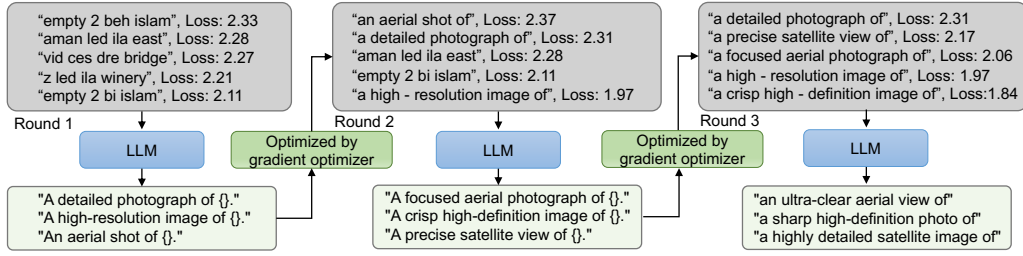 “empty 2 beh islam”, Loss: 2.33
“aman led ila east”, Loss: 2.28
“vid ces dre bridge”, Loss: 2.27
“z led ila winery”, Loss: 2.21
“empty 2 bi islam”, Loss: 2.11
Round 1
LLM
"A detailed photograph of {}."
"A high-resolution image of {}."
"An aerial shot of {}."
Optimized by
gradient optimizer
“an aerial shot of”, Loss: 2.37
“a detailed photograph of”, Loss: 2.31
“aman led ila east”, Loss: 2.28
“empty 2 bi islam”, Loss: 2.11
“a high - resolution image of”, Loss: 1.97
Round 2
LLM
"A focused aerial photograph of {}."
"A crisp high-definition image of {}."
"A precise satellite view of {}."
Optimized by
gradient optimizer
“a detailed photograph of”, Loss: 2.31
“a precise satellite view of”, Loss: 2.17
“a focused aerial photograph of”, Loss: 2.06
“a high - resolution image of”, Loss: 1.97
“a crisp high - definition image of”, Loss:1.84
Round 3
LLM
"an ultra-clear aerial view of"
"a sharp high-definition photo of"
"a highly detailed satellite image of"